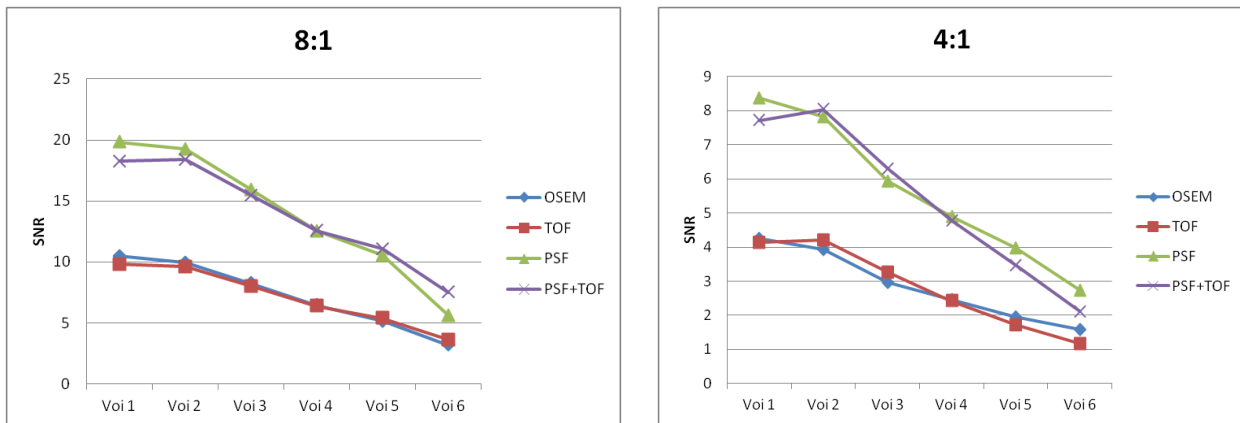 8:1
25
20
15
10
5
0
SNR
Voi 1 Voi 2 Voi 3 Voi 4 Voi 5 Voi 6
OSEM
TOF
PSF
PSF+TOF
4:1
9
8
7
6
5
4
3
2
1
0
SNR
Voi 1 Voi 2 Voi 3 Voi 4 Voi 5 Voi 6
OSEM
TOF
PSF
PSF+TOF